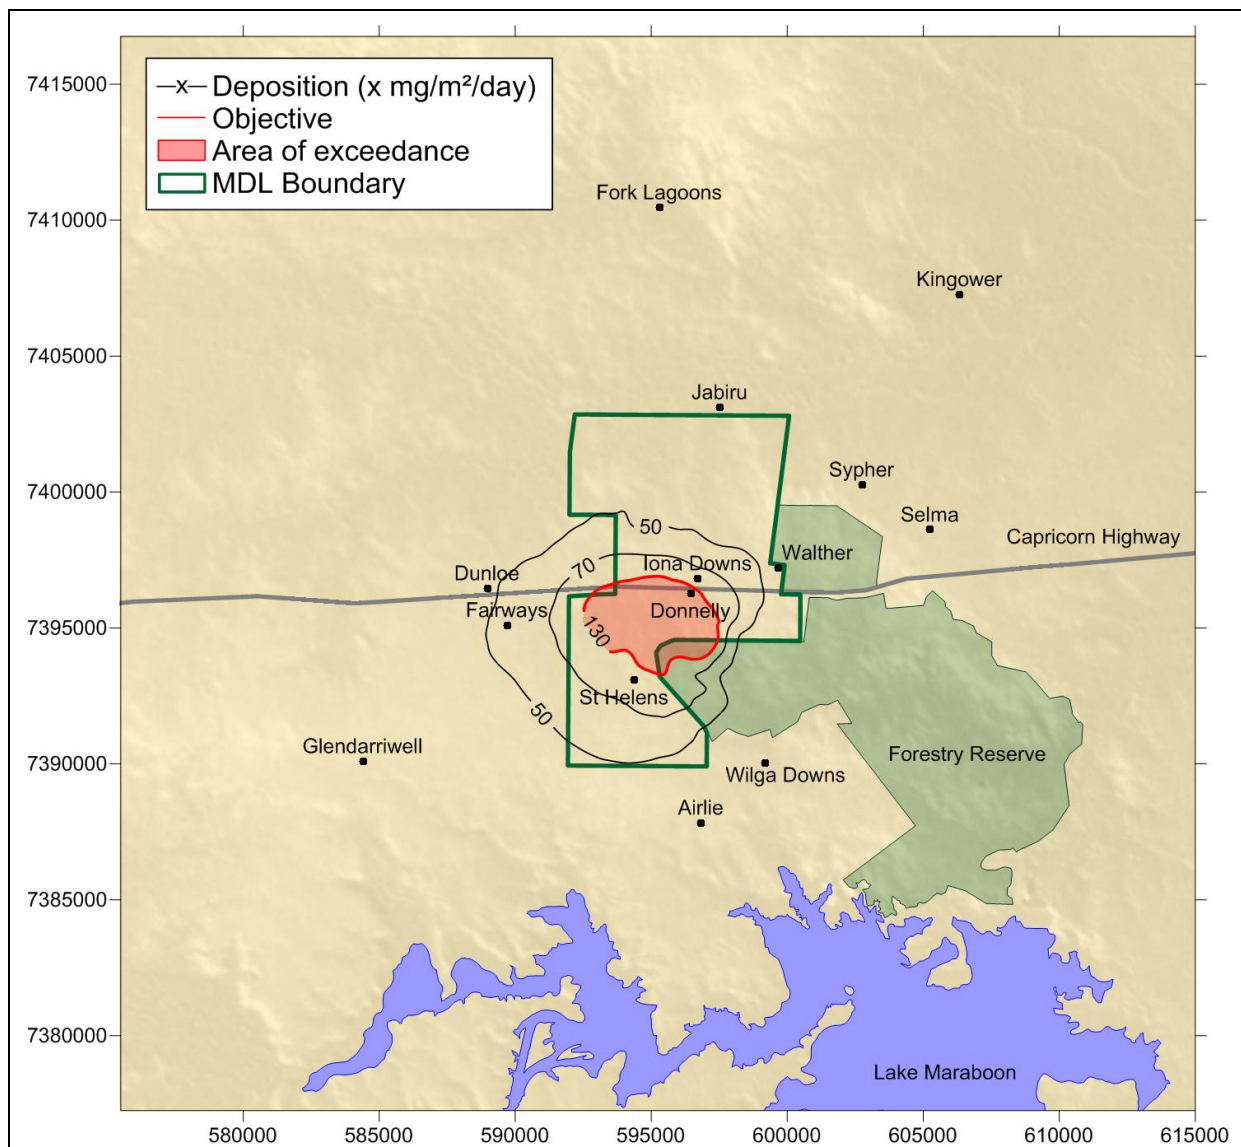 7415000
Deposition (x mg/m²/day)
x
Objective
Area of exceedance
MDL Boundary
Fork Lagoons
7410000
Kingower
7405000
Jabiru
Sypher
7400000
Selma
50
Capricorn Highway
Walther
70
Iona Downs
Dunloe
Fairways
Donnelly
7395000
130
St Helens
50
Glendarriwell
Forestry Reserve
7390000
Wilga Downs
Airlie
7385000
7380000
Lake Maraboon
580000 585000 590000 595000 600000 605000 610000 615000